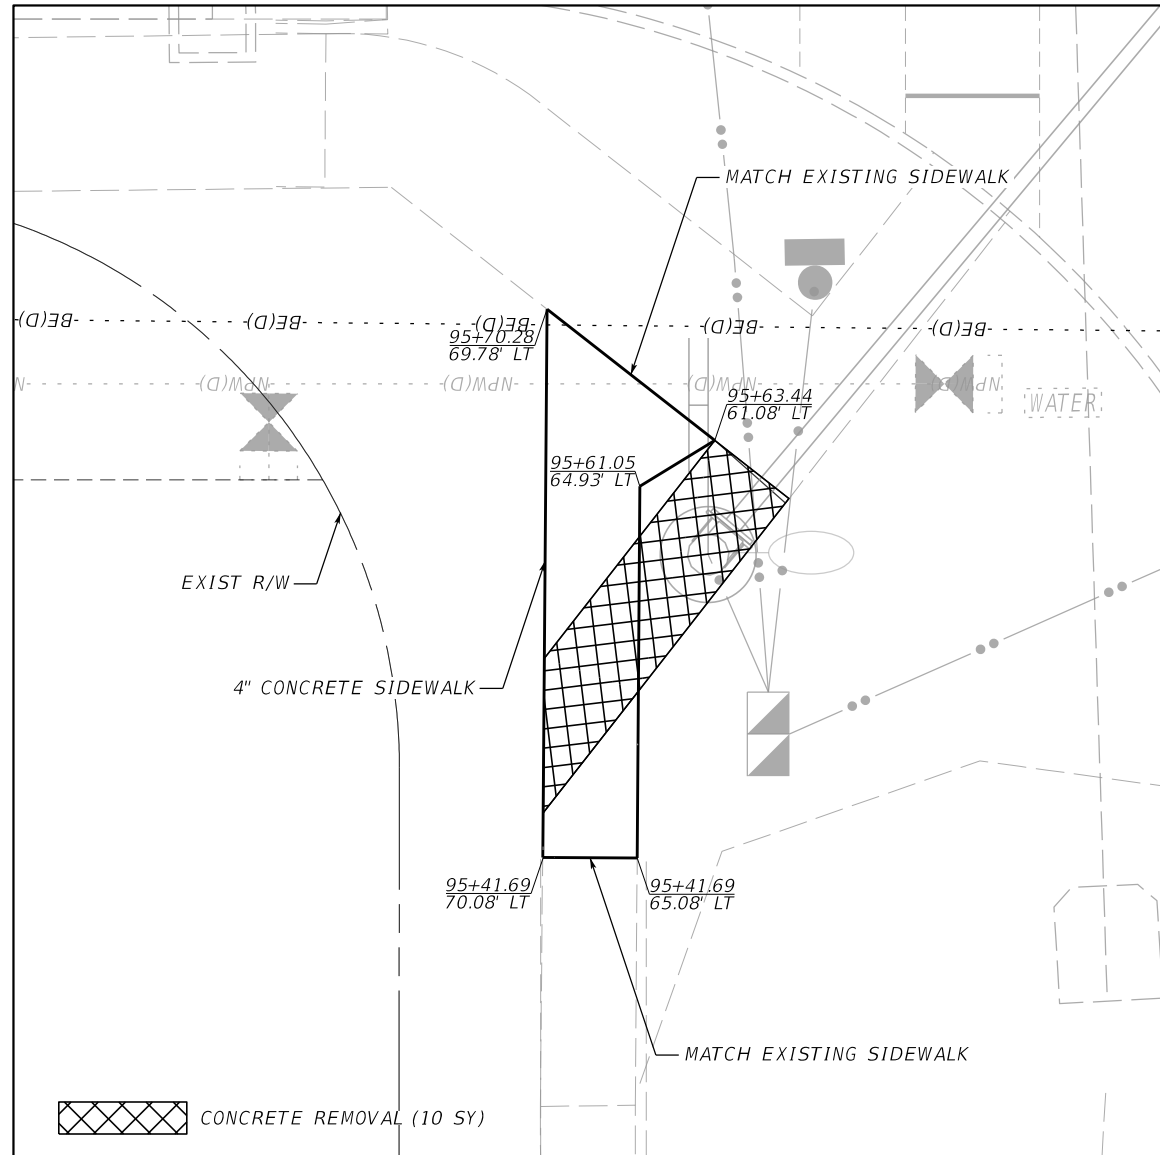 MATCH EXISTING SIDEWALK
BE(D)
BE(D)
BE(D)
BE(D)
BE(D)
95+70.28
69.78' LT
N
NPW(D)
NPW(D)
NPW(D)
NPW(D)
95+63.44
61.08' LT
WATER
95+61.05
64.93' LT
EXIST R/W
4" CONCRETE SIDEWALK
95+41.69
70.08' LT
95+41.69
65.08' LT
MATCH EXISTING SIDEWALK
CONCRETE REMOVAL (10 SY)